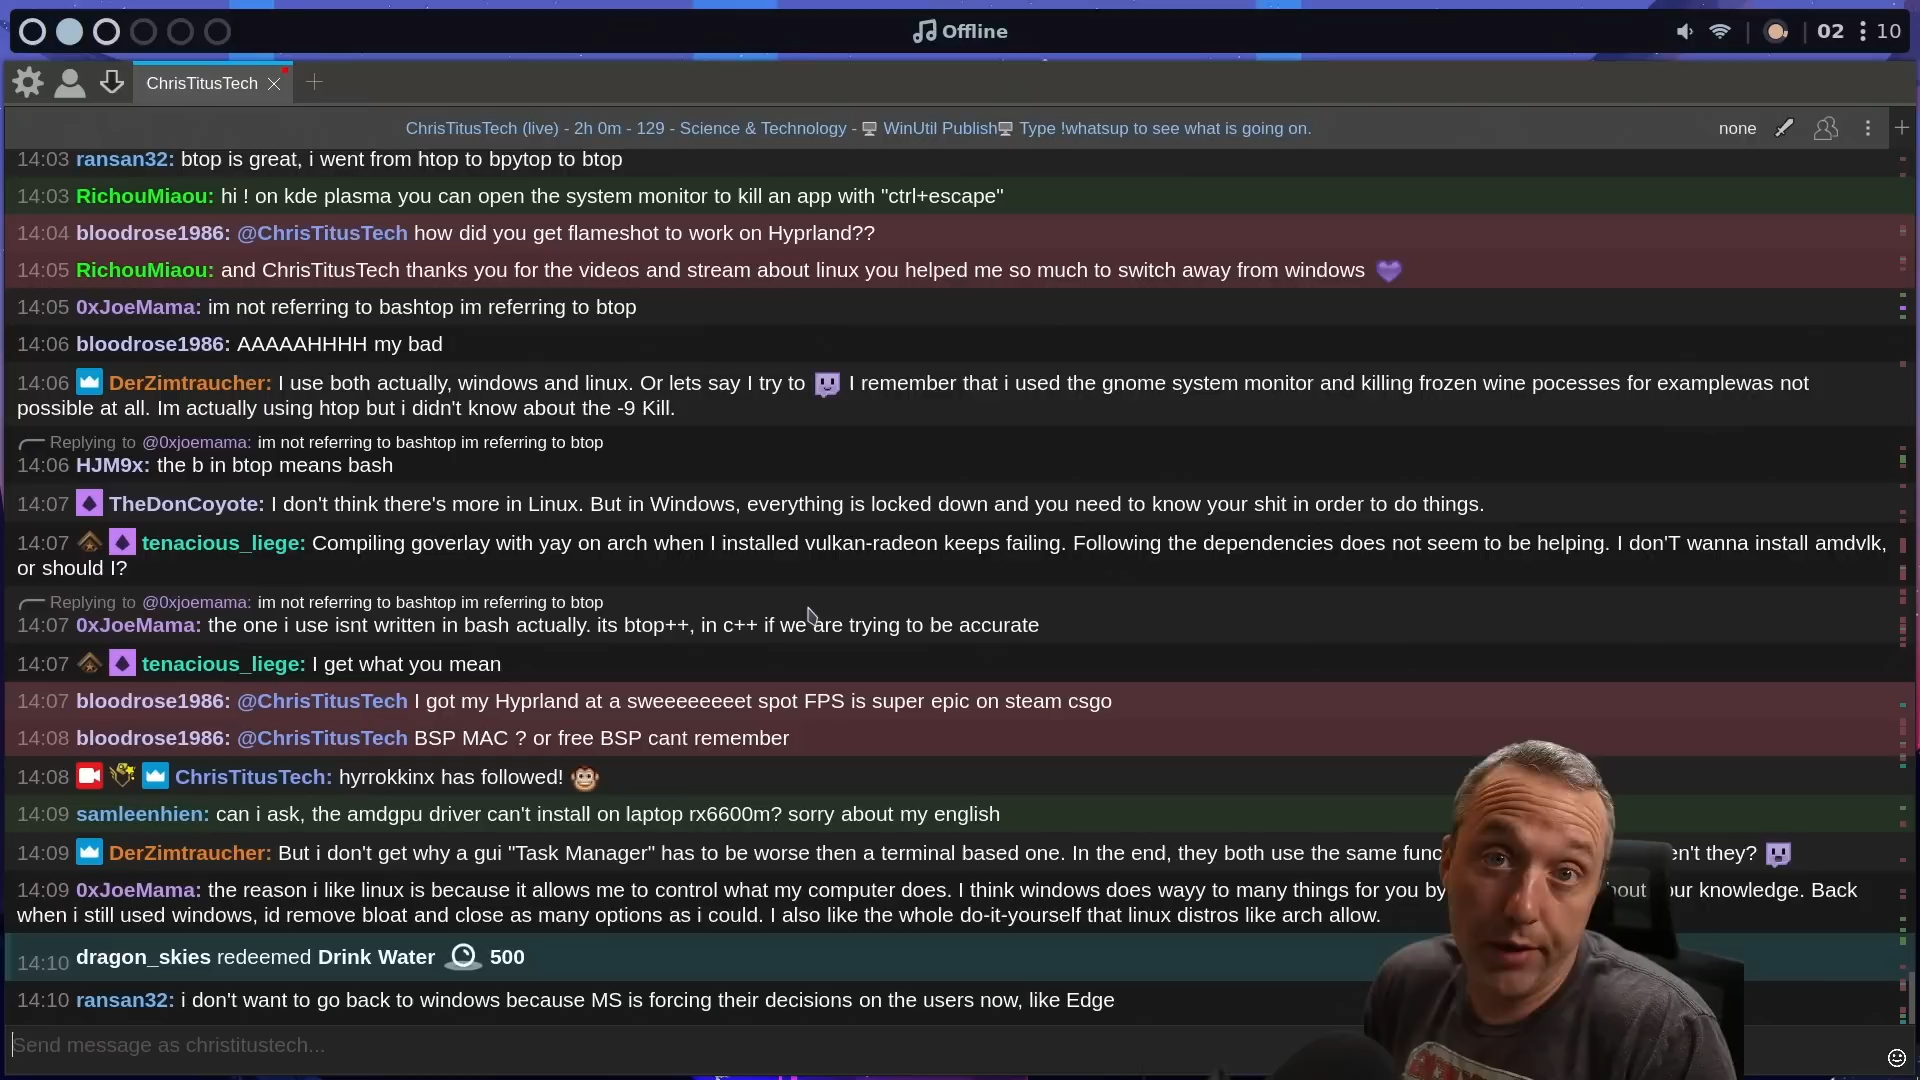 Offline
02
10
ChrisTitusTech
ChrisTitusTech (live) - 2h 0m - 129 - Science & Technology - 🖥 WinUtil Publish🖥 Type !whatsup to see what is going on.
none
14:03 ransan32: btop is great, i went from htop to bpytop to btop
14:03 RichouMiaou: hi ! on kde plasma you can open the system monitor to kill an app with "ctrl+escape"
14:04 bloodrose1986: @ChrisTitusTech how did you get flameshot to work on Hyprland??
14:05 RichouMiaou: and ChrisTitusTech thanks you for the videos and stream about linux you helped me so much to switch away from windows 💜
14:05 0xJoeMama: im not referring to bashtop im referring to btop
14:06 bloodrose1986: AAAAAHHHH my bad
14:06 DerZimtraucher: I use both actually, windows and linux. Or lets say I try to I remember that i used the gnome system monitor and killing frozen wine pocesses for examplewas not
possible at all. Im actually using htop but i didn't know about the -9 Kill.
Replying to @0xjoemama: im not referring to bashtop im referring to btop
14:06 HJM9x: the b in btop means bash
14:07 TheDonCoyote: I don't think there's more in Linux. But in Windows, everything is locked down and you need to know your shit in order to do things.
14:07 tenacious_liege: Compiling goverlay with yay on arch when I installed vulkan-radeon keeps failing. Following the dependencies does not seem to be helping. I don'T wanna install amdvlk,
or should I?
Replying to @0xjoemama: im not referring to bashtop im referring to btop
14:07 0xJoeMama: the one i use isnt written in bash actually. its btop++, in c++ if we are trying to be accurate
14:07 tenacious_liege: I get what you mean
14:07 bloodrose1986: @ChrisTitusTech I got my Hyprland at a sweeeeeeeet spot FPS is super epic on steam csgo
14:08 bloodrose1986: @ChrisTitusTech BSP MAC ? or free BSP cant remember
14:08 ChrisTitusTech: hyrrokkinx has followed! 🐵
14:09 samleenhien: can i ask, the amdgpu driver can't install on laptop rx6600m? sorry about my english
14:09 DerZimtraucher: But i don't get why a gui "Task Manager" has to be worse then a terminal based one. In the end, they both use the same they?
14:09 0xJoeMama: the reason i like linux is because it allows me to control what my computer does. I think windows does wayy to many things for you by knowledge. Back
when i still used windows, id remove bloat and close as many options as i could. I also like the whole do-it-yourself that linux distros like arch allow.
14:10 dragon_skies redeemed Drink Water 500
14:10 ransan32: i don't want to go back to windows because MS is forcing their decisions on the users now, like Edge
Send message as christitustech...